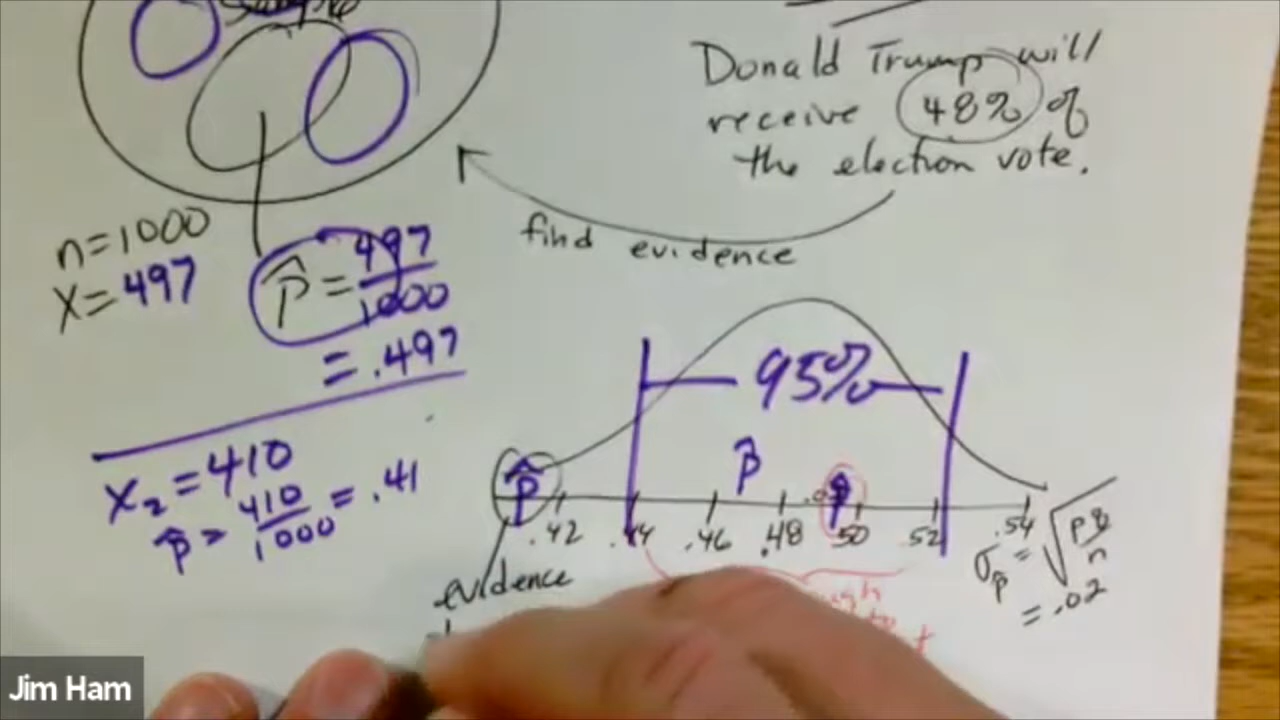 Sample
Donald Trump will
receive 48% of
the election vote.
find evidence
n=1000
X=497
p̂ = 497
1000
= .497
X₂ = 410
p̂ = 410/1000 = .41
95%
p̂
p̂
p̂
.42 .44 .46 .48 .50 .52 .54
σp̂ = √pq/n
= .02
evidence
Jim Ham